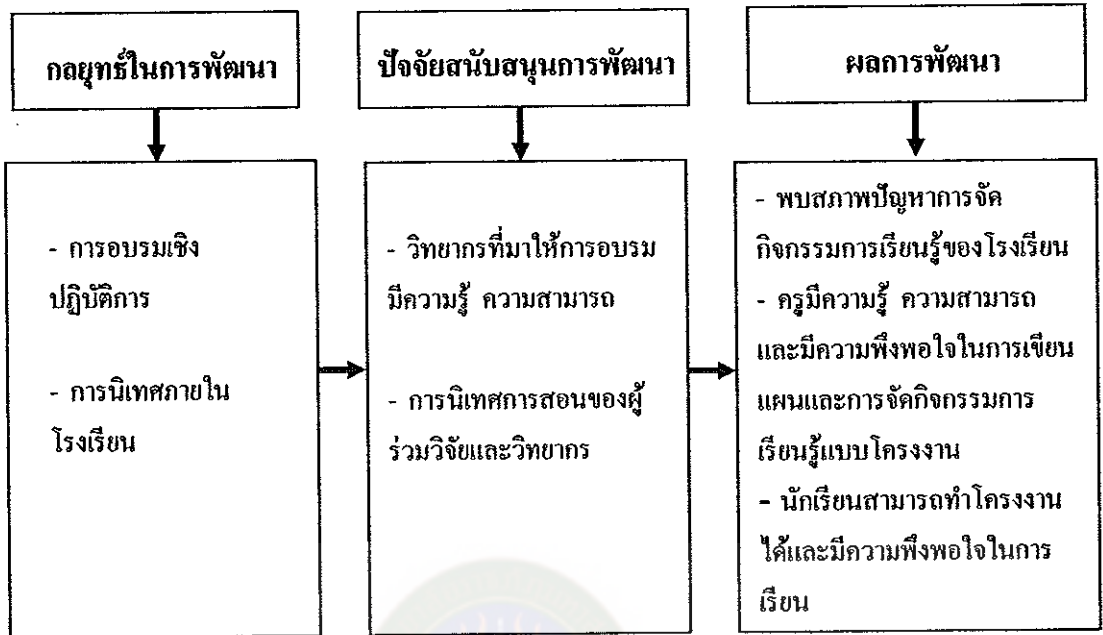 กลยุทธ์ในการพัฒนา
- การอบรมเชิง
ปฏิบัติการ
- การนิเทศภายใน
โรงเรียน
ปัจจัยสนับสนุนการพัฒนา
- วิทยากรที่มาให้การอบรม
มีความรู้ ความสามารถ
- การนิเทศการสอนของผู้
ร่วมวิจัยและวิทยากร
ผลการพัฒนา
- พบสภาพปัญหาการจัด
กิจกรรมการเรียนรู้ของโรงเรียน
- ครูมีความรู้ ความสามารถ
และมีความพึงพอใจในการเขียน
แผนและการจัดกิจกรรมการ
เรียนรู้แบบโครงงาน
- นักเรียนสามารถทำโครงงาน
ได้และมีความพึงพอใจในการ
เรียน